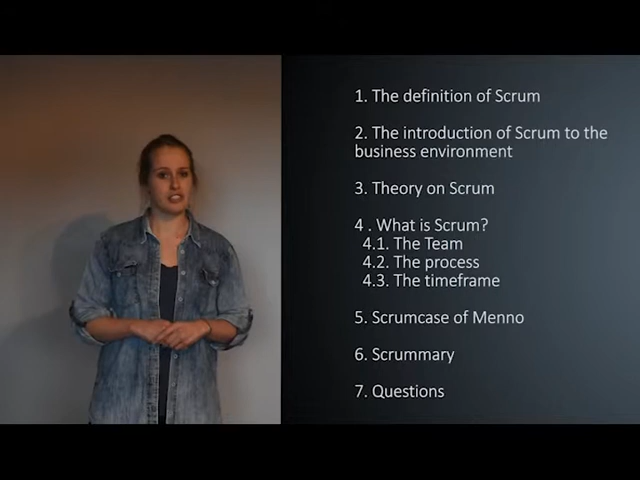 1. The definition of Scrum
2. The introduction of Scrum to the
business environment
3. Theory on Scrum
4 . What is Scrum?
4.1. The Team
4.2. The process
4.3. The timeframe
5. Scrumcase of Menno
6. Scrummary
7. Questions